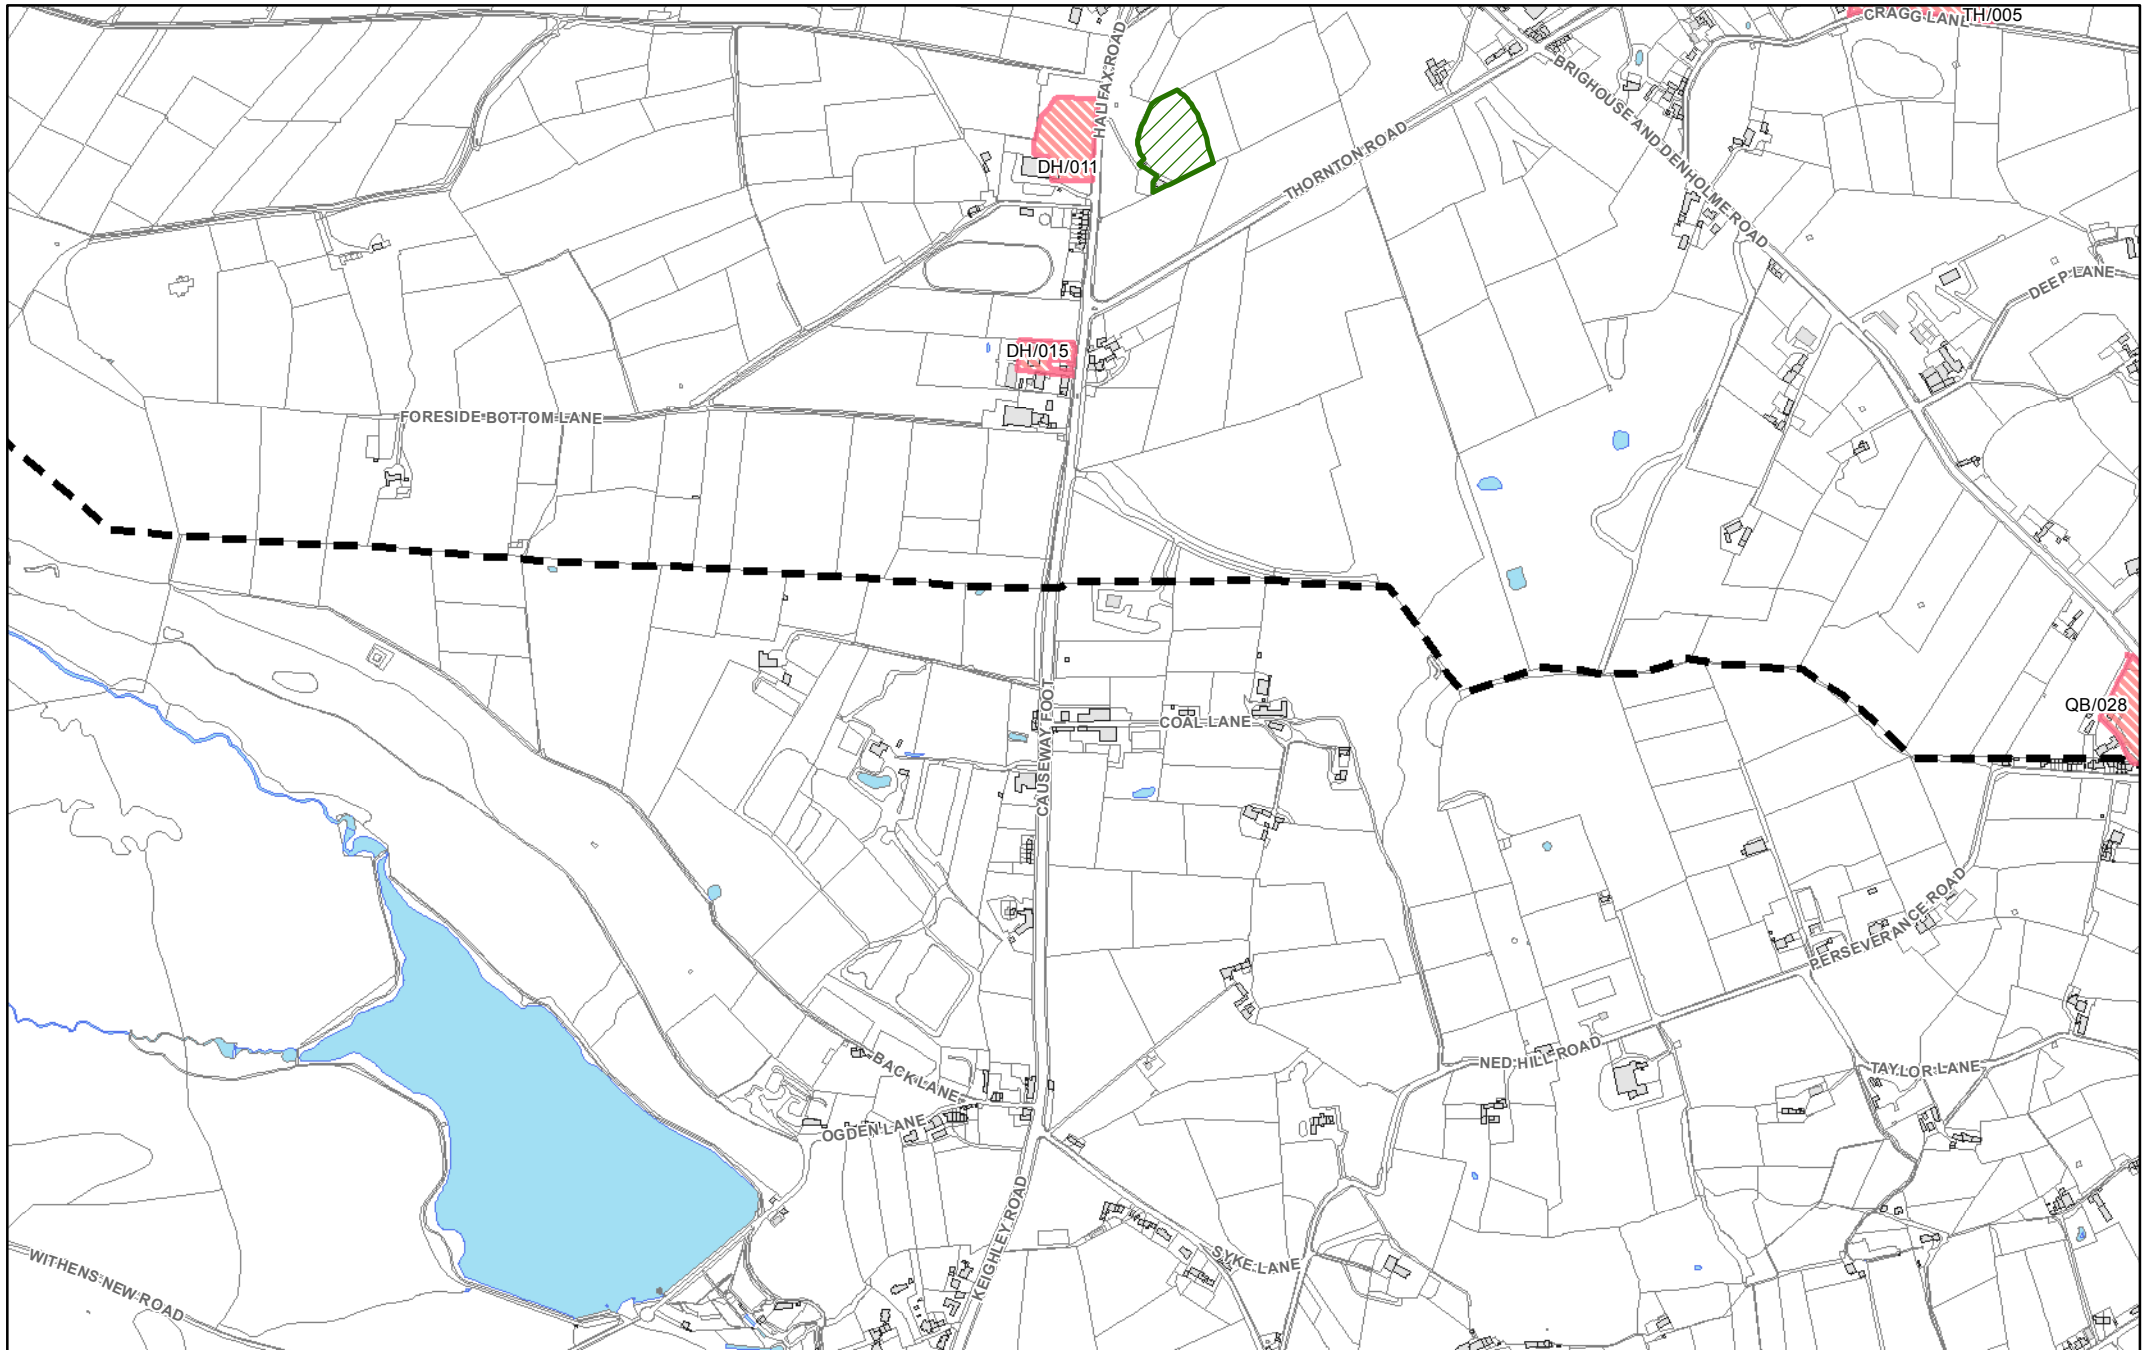 CRAGG LANE
TH/005
HALIFAX ROAD
BRIGHOUSE AND DENHOLME ROAD
DH/011
THORNTON ROAD
DEEP LANE
DH/015
FORESIDE BOTTOM LANE
QB/028
CAUSEWAY FOOT
COAL LANE
PERSEVERANCE ROAD
BACK LANE
NED HILL ROAD
TAYLOR LANE
OGDEN LANE
KEIGHLEY ROAD
SYKE LANE
WITHENS NEW ROAD